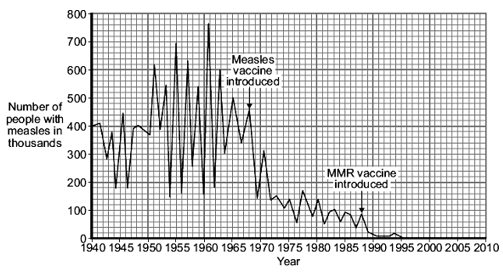 800
700
600
500
400
300
200
100
0
Number of
people with
measles in
thousands
Measles
vaccine
introduced
MMR vaccine
introduced
1940 1945 1950 1955 1960 1965 1970 1975 1980 1985 1990 1995 2000 2005 2010
Year